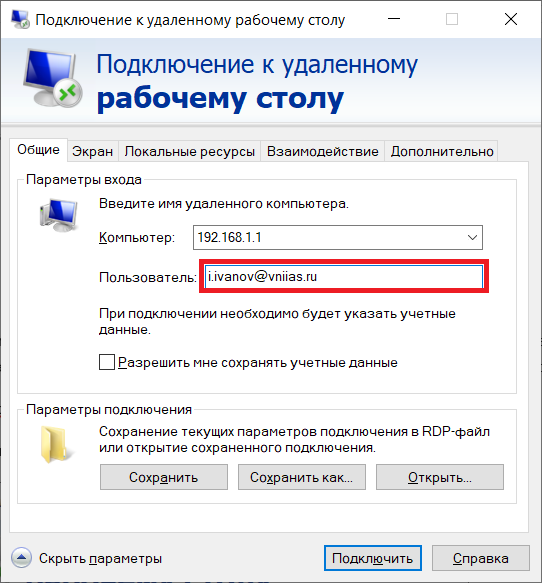 Подключение к удаленному рабочему столу
Подключение к удаленному
рабочему столу
Общие Экран Локальные ресурсы Взаимодействие Дополнительно
Параметры входа
Введите имя удаленного компьютера.
Компьютер: 192.168.1.1
Пользователь: i.ivanov@vniias.ru
При подключении необходимо будет указать учетные
данные.
Разрешить мне сохранять учетные данные
Параметры подключения
Сохранение текущих параметров подключения в RDP-файл
или открытие сохраненного подключения.
Сохранить Сохранить как... Открыть...
Скрыть параметры Подключить Справка